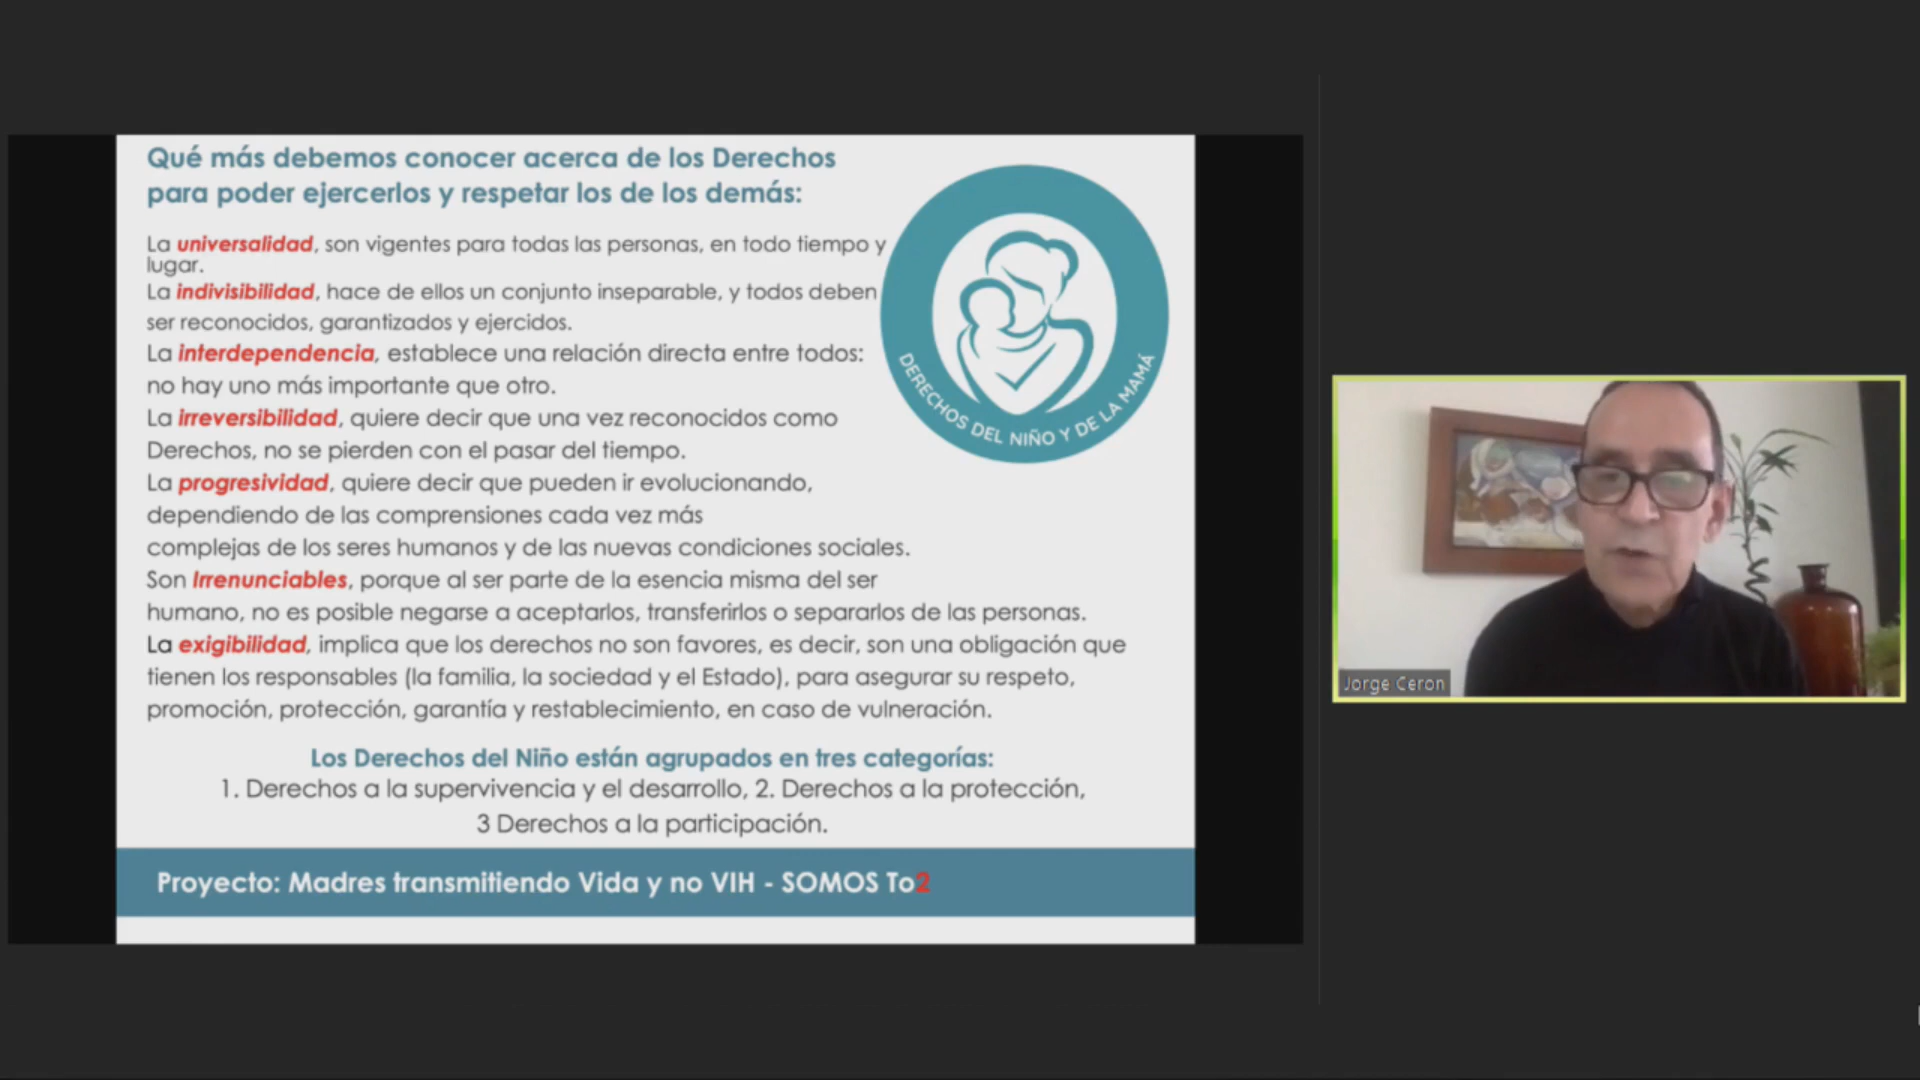 Qué más debemos conocer acerca de los Derechos
para poder ejercerlos y respetar los de los demás:
La universalidad, son vigentes para todas las personas, en todo tiempo y
lugar.
La indivisibilidad, hace de ellos un conjunto inseparable, y todos deben
ser reconocidos, garantizados y ejercidos.
La interdependencia, establece una relación directa entre todos:
no hay uno más importante que otro.
La irreversibilidad, quiere decir que una vez reconocidos como
Derechos, no se pierden con el pasar del tiempo.
La progresividad, quiere decir que pueden ir evolucionando,
dependiendo de las comprensiones cada vez más
complejas de los seres humanos y de las nuevas condiciones sociales.
Son Irrenunciables, porque al ser parte de la esencia misma del ser
humano, no es posible negarse a aceptarlos, transferirlos o separarlos de las personas.
La exigibilidad, implica que los derechos no son favores, es decir, son una obligación que
tienen los responsables (la familia, la sociedad y el Estado), para asegurar su respeto,
promoción, protección, garantía y restablecimiento, en caso de vulneración.
Los Derechos del Niño están agrupados en tres categorías:
1. Derechos a la supervivencia y el desarrollo, 2. Derechos a la protección,
3 Derechos a la participación.
Proyecto: Madres transmitiendo Vida y no VIH - SOMOS To2
DERECHOS DEL NIÑO Y DE LA MAMÁ
Jorge Ceron